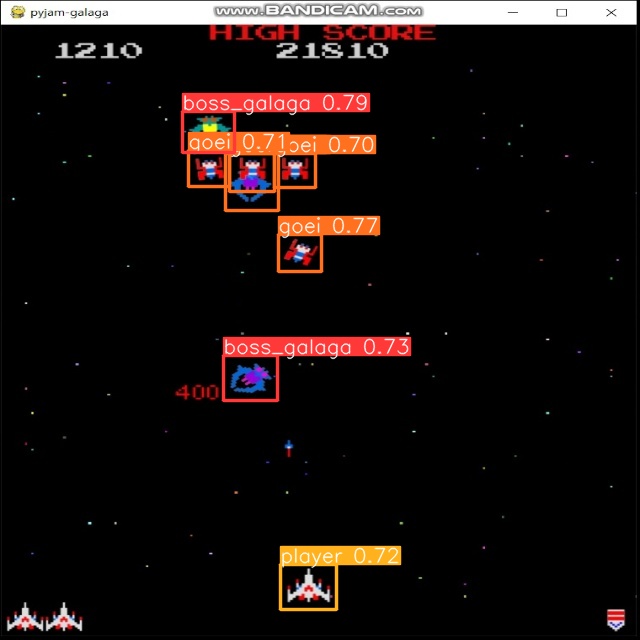 pyjam-galaga
www.BANDICAM.com
HIGH SCORE
1210 21810
boss_galaga 0.79
goei 0.71
oei 0.70
goei 0.77
boss_galaga 0.73
400
player 0.72